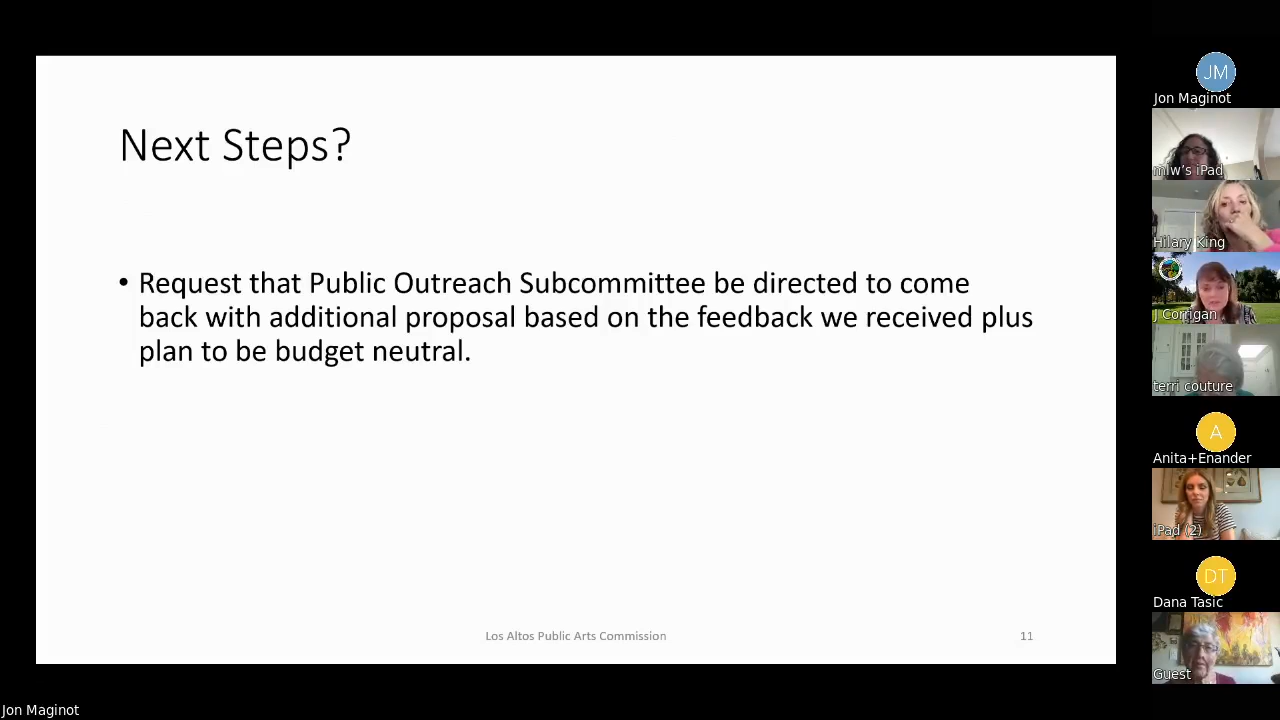 Next Steps?
• Request that Public Outreach Subcommittee be directed to come
back with additional proposal based on the feedback we received plus
plan to be budget neutral.
Los Altos Public Arts Commission
11
JM
Jon Maginot
mlw's iPad
Hilary King
J Corrigan
terri couture
A
Anita+Enander
iPad (2)
DT
Dana Tasic
Guest
Jon Maginot